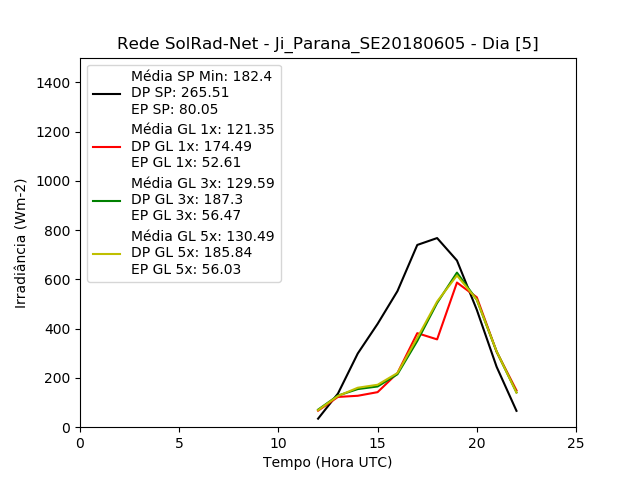 Rede SolRad-Net - Ji_Parana_SE20180605 - Dia [5]
Média SP Min: 182.4
DP SP: 265.51
EP SP: 80.05
Média GL 1x: 121.35
DP GL 1x: 174.49
EP GL 1x: 52.61
Média GL 3x: 129.59
DP GL 3x: 187.3
EP GL 3x: 56.47
Média GL 5x: 130.49
DP GL 5x: 185.84
EP GL 5x: 56.03
Irradiância (Wm-2)
1400
1200
1000
800
600
400
200
0
0 5 10 15 20 25
Tempo (Hora UTC)